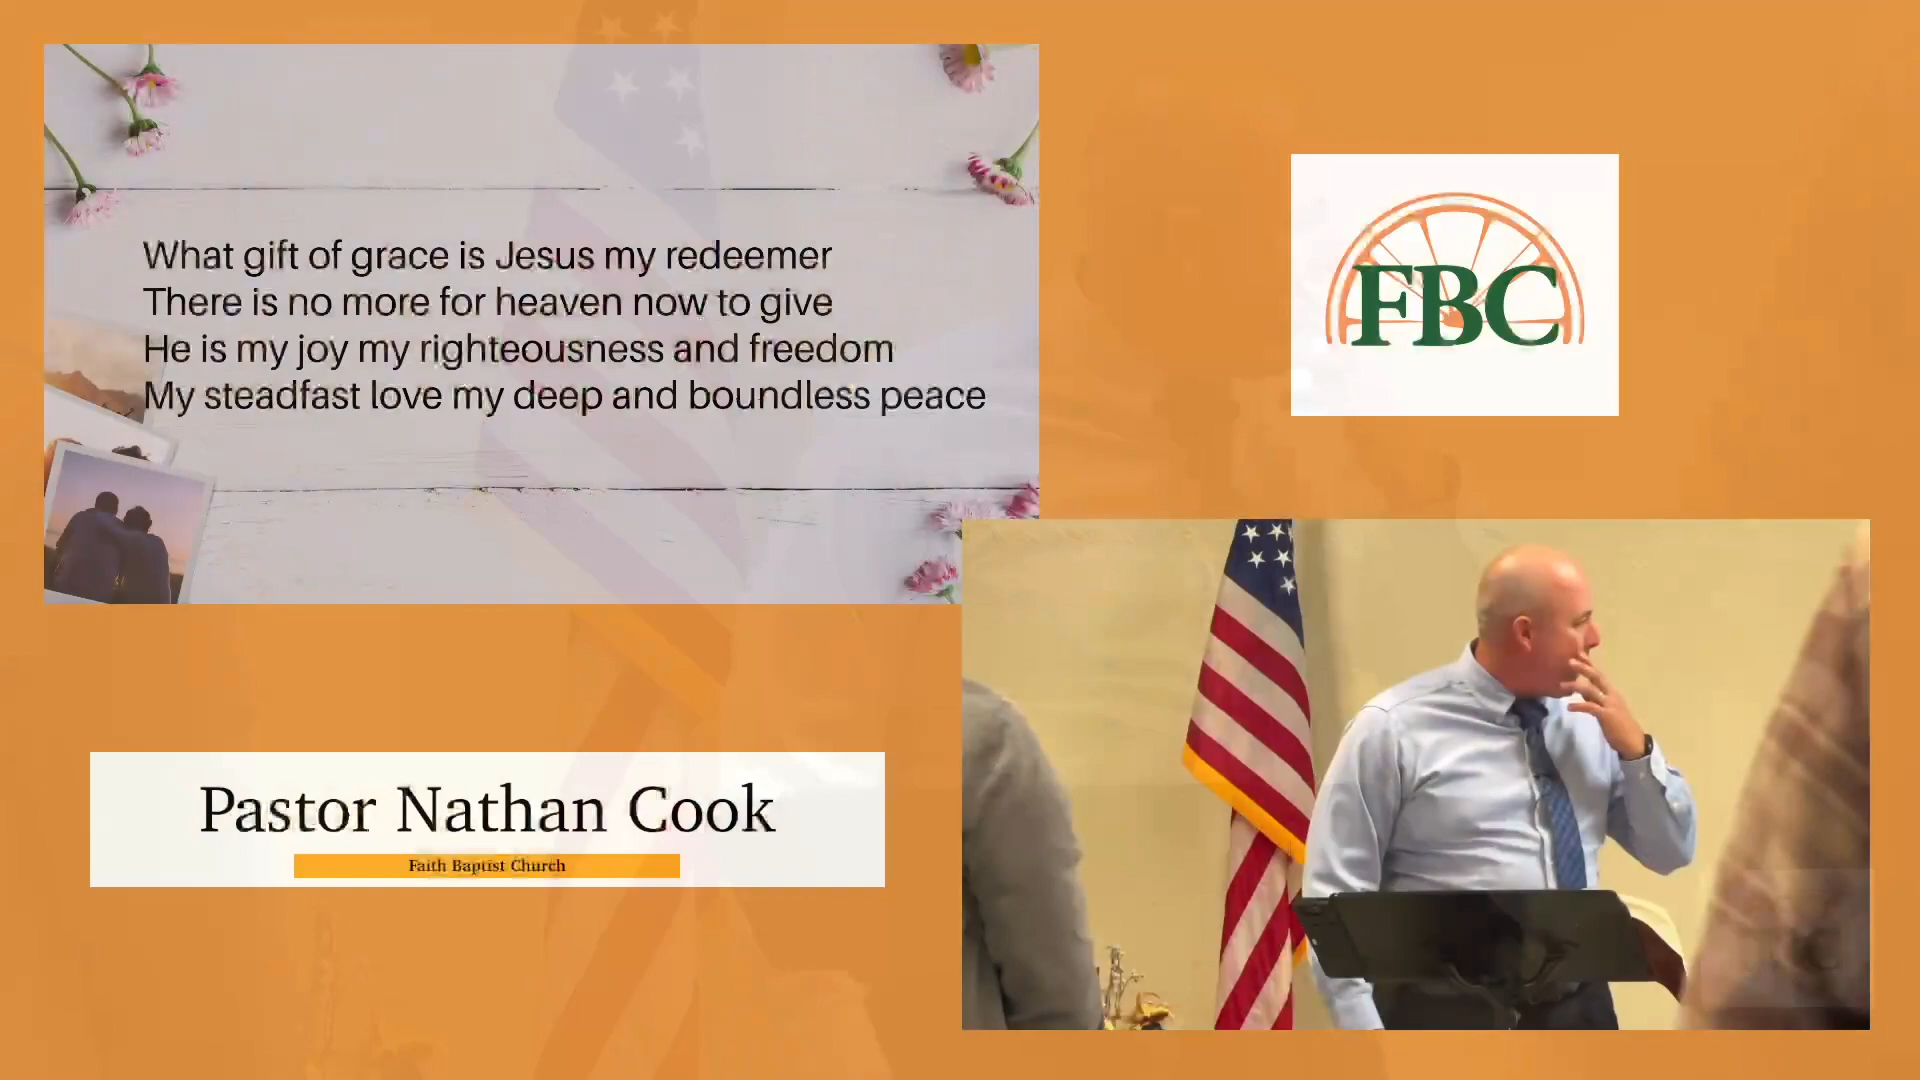 What gift of grace is Jesus my redeemer
There is no more for heaven now to give
He is my joy my righteousness and freedom
My steadfast love my deep and boundless peace
FBC
Pastor Nathan Cook
Faith Baptist Church